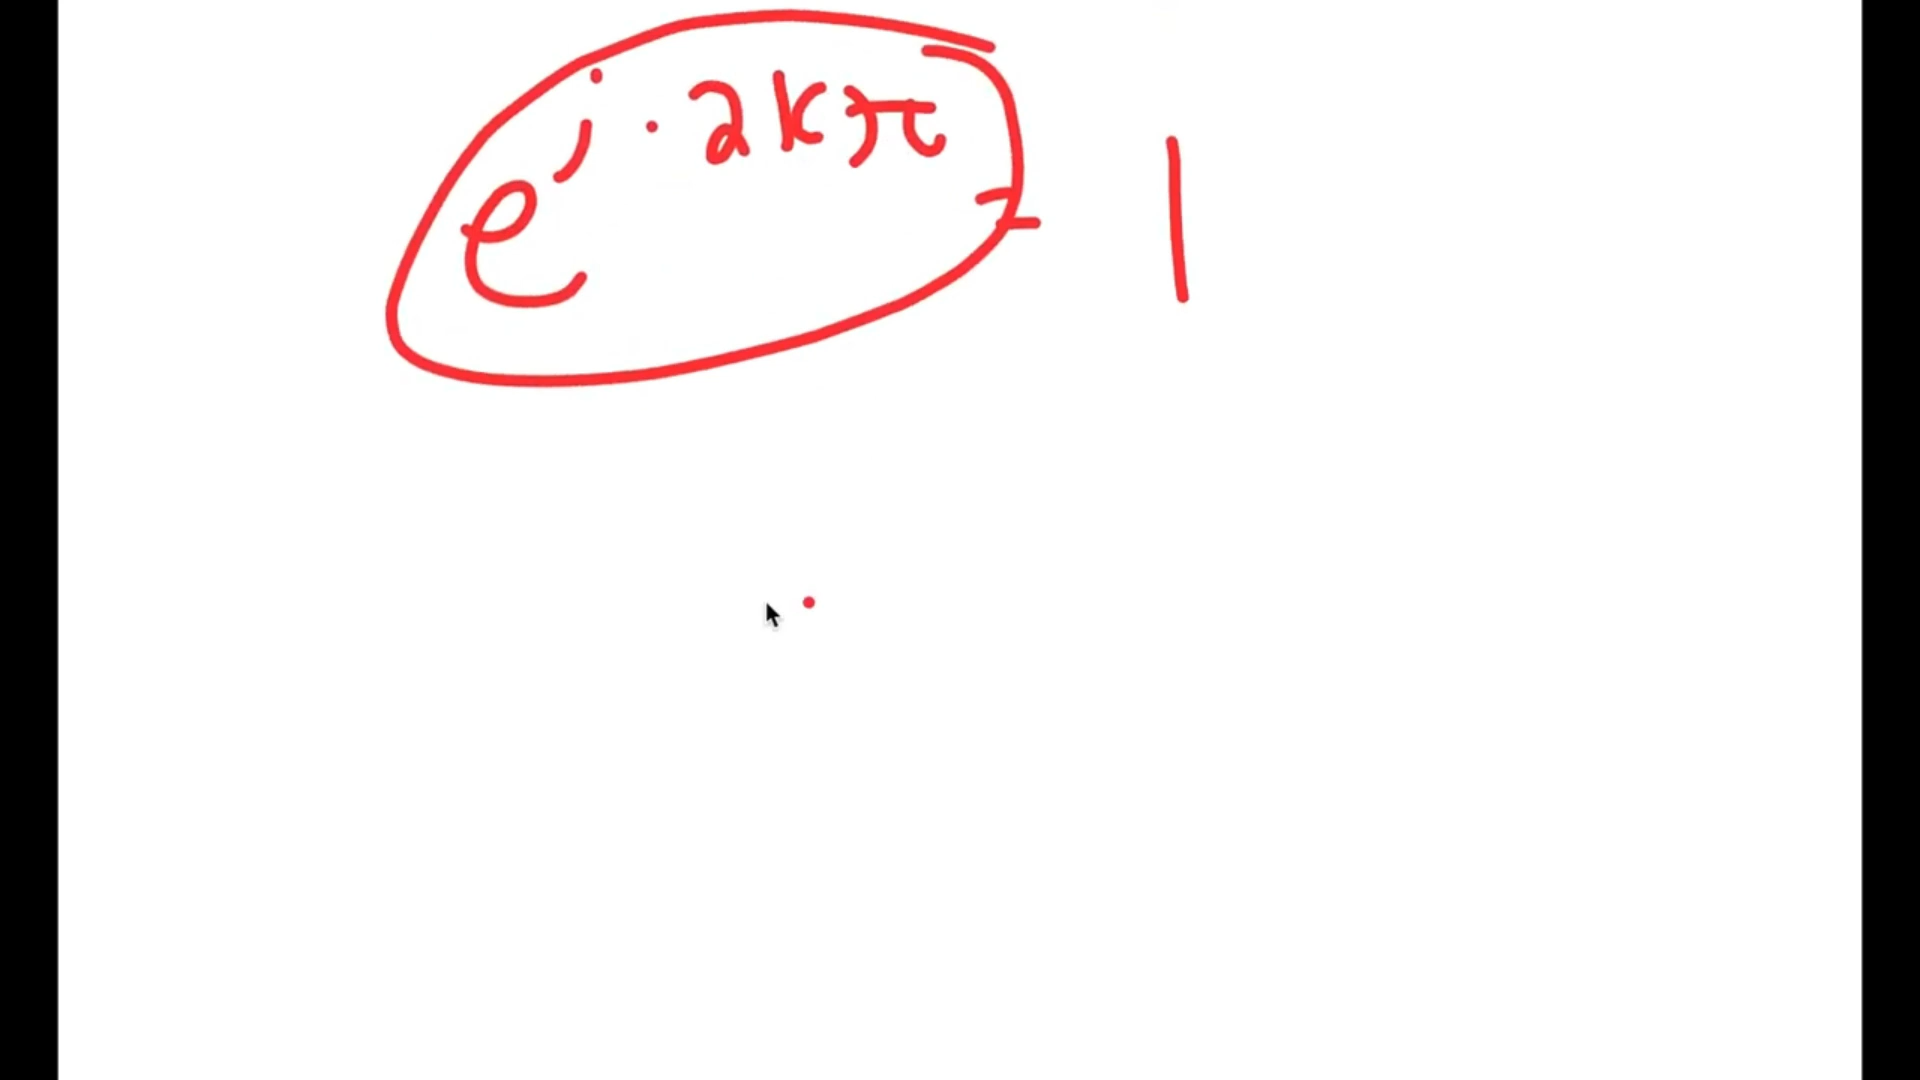 e^{j · 2kπ} = 1